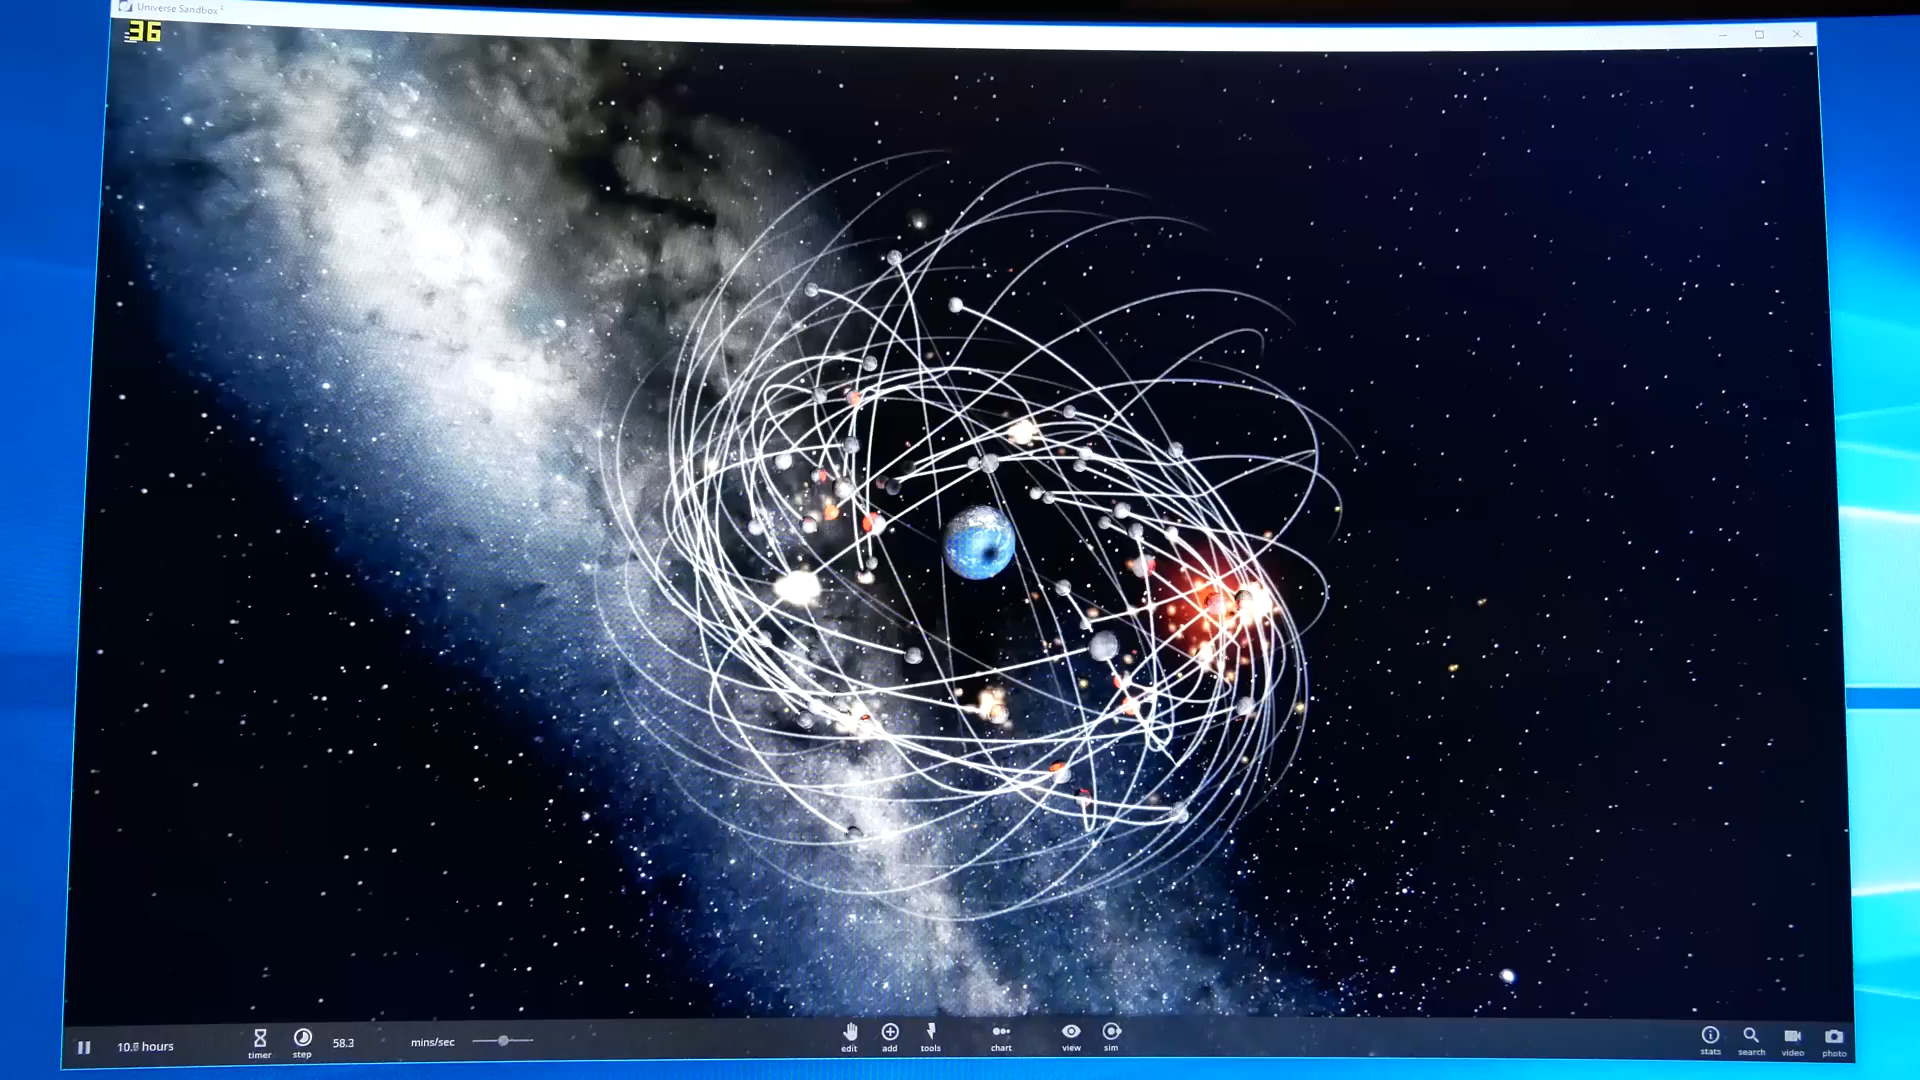 Universe Sandbox ²
36
10.8 hours
timer
step
58.3
mins/sec
edit
add
tools
chart
view
sim
stats
search
video
photo